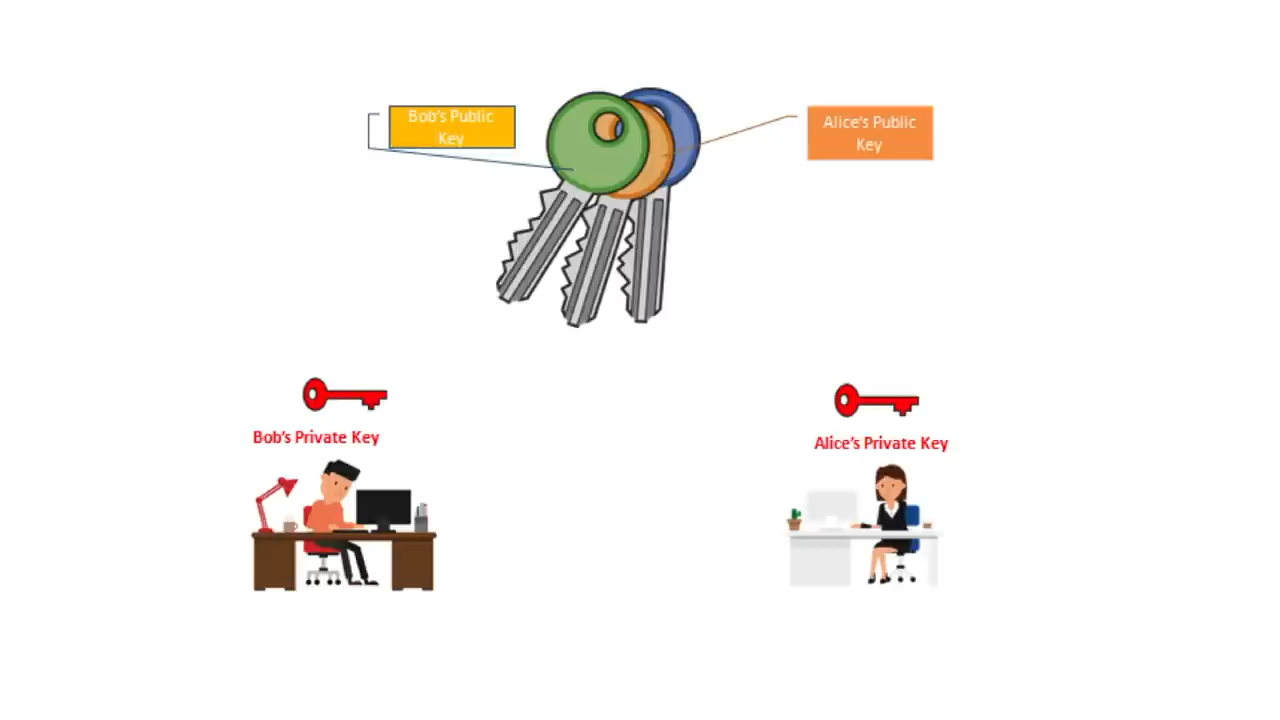 Bob's Public
Key
Alice's Public
Key
Bob's Private Key
Alice's Private Key